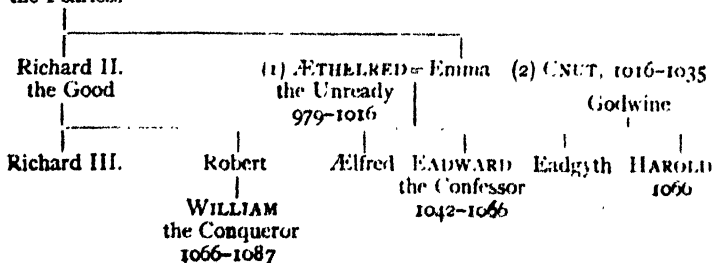 the Fearless
Richard II. (1) ÆTHELRED = Emma (2) CNUT, 1016-1035
the Good the Unready Godwine
979-1016
Richard III. Robert Ælfred EADWARD Eadgyth HAROLD
the Confessor 1066
WILLIAM 1042-1066
the Conqueror
1066-1087